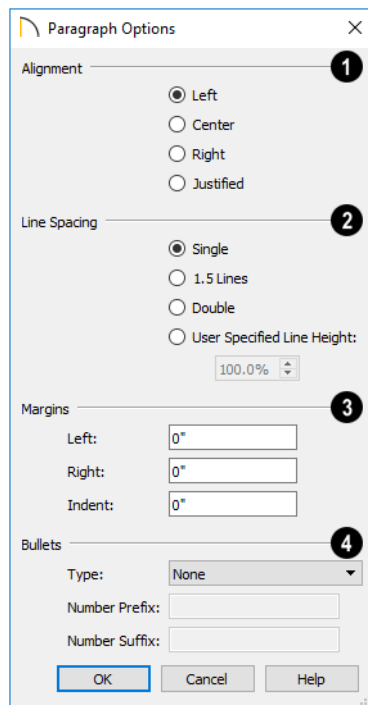 Paragraph Options
Alignment 1
Left
Center
Right
Justified
Line Spacing 2
Single
1.5 Lines
Double
User Specified Line Height:
100.0%
Margins 3
Left: 0"
Right: 0"
Indent: 0"
Bullets 4
Type: None
Number Prefix:
Number Suffix:
OK Cancel Help